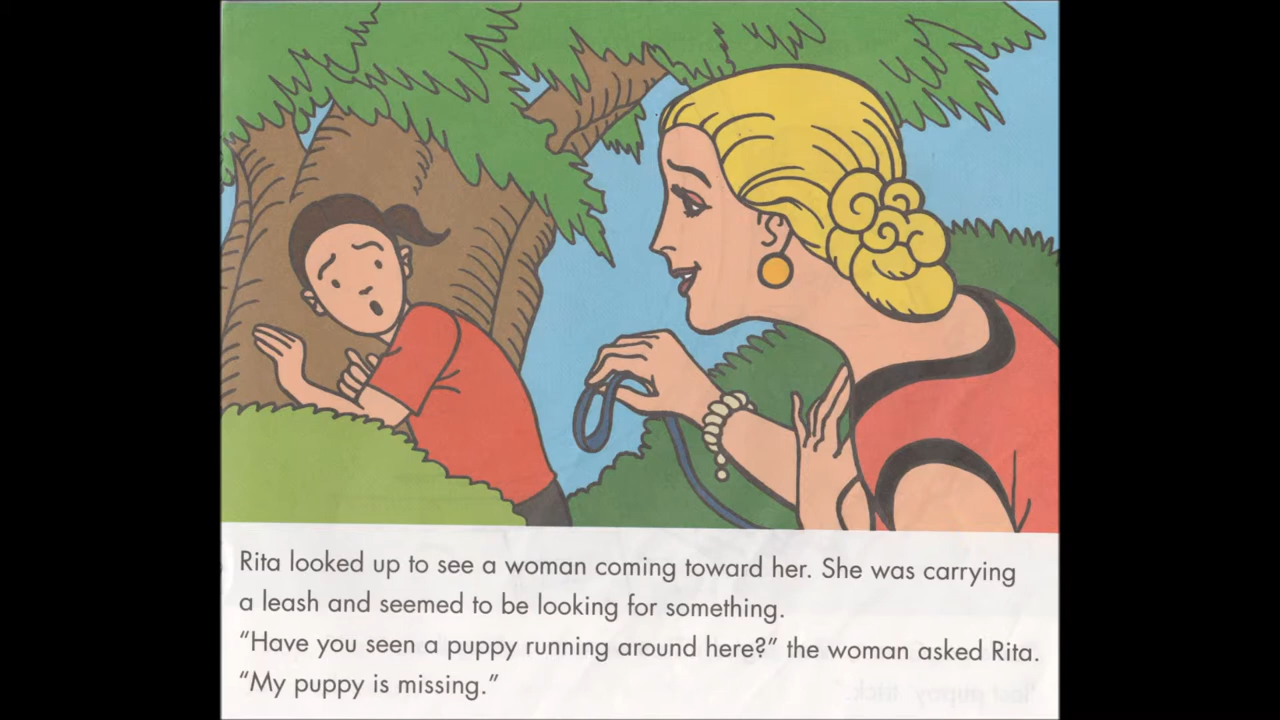 Rita looked up to see a woman coming toward her. She was carrying
a leash and seemed to be looking for something.
“Have you seen a puppy running around here?” the woman asked Rita.
“My puppy is missing.”